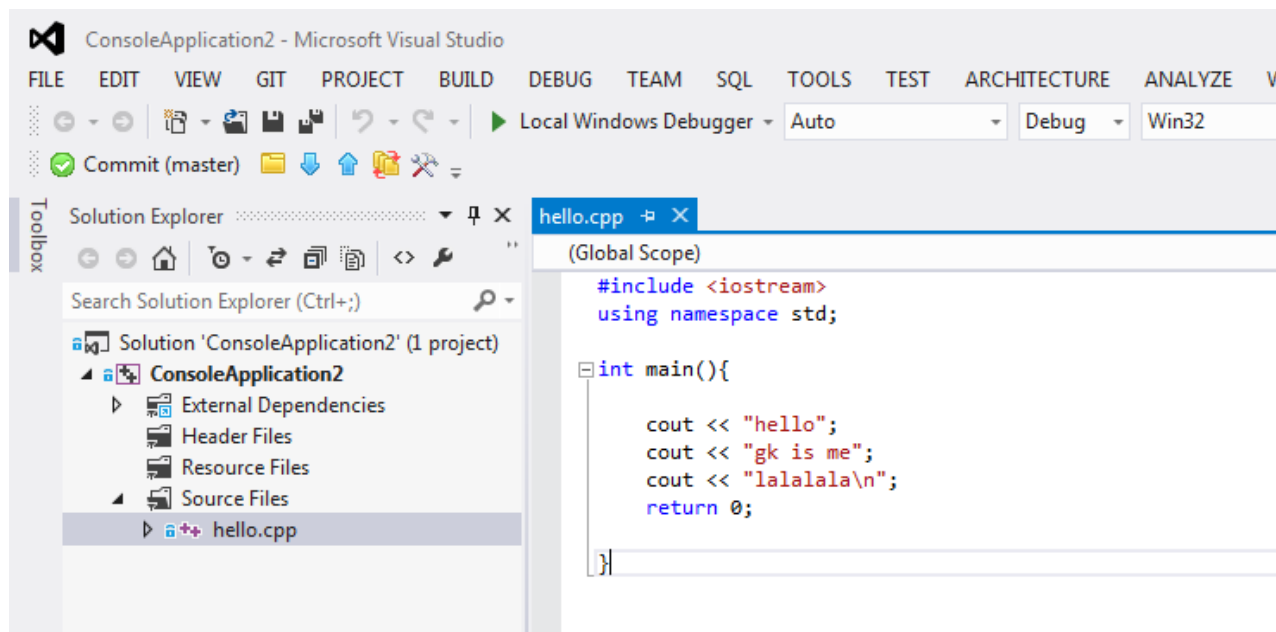 ConsoleApplication2 - Microsoft Visual Studio
FILE EDIT VIEW GIT PROJECT BUILD DEBUG TEAM SQL TOOLS TEST ARCHITECTURE ANALYZE
Local Windows Debugger Auto Debug Win32
Commit (master)
Toolbox
Solution Explorer
Search Solution Explorer (Ctrl+;)
Solution 'ConsoleApplication2' (1 project)
ConsoleApplication2
External Dependencies
Header Files
Resource Files
Source Files
hello.cpp
hello.cpp
(Global Scope)
#include <iostream>
using namespace std;
int main(){
cout << "hello";
cout << "gk is me";
cout << "lalalala\n";
return 0;
}